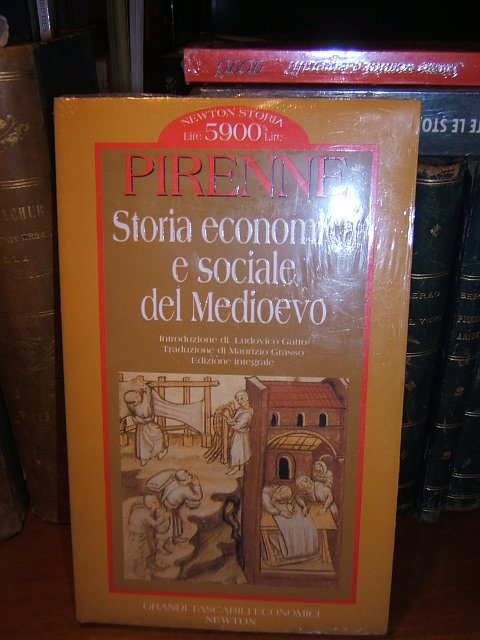 NEWTON STORIA
Lire 5900 Lire
PIRENNE
Storia economica
e sociale
del Medioevo
Introduzione di Ludovico Gatto
Traduzione di Maurizio Grasso
Edizione integrale
GRANDI TASCABILI ECONOMICI
NEWTON